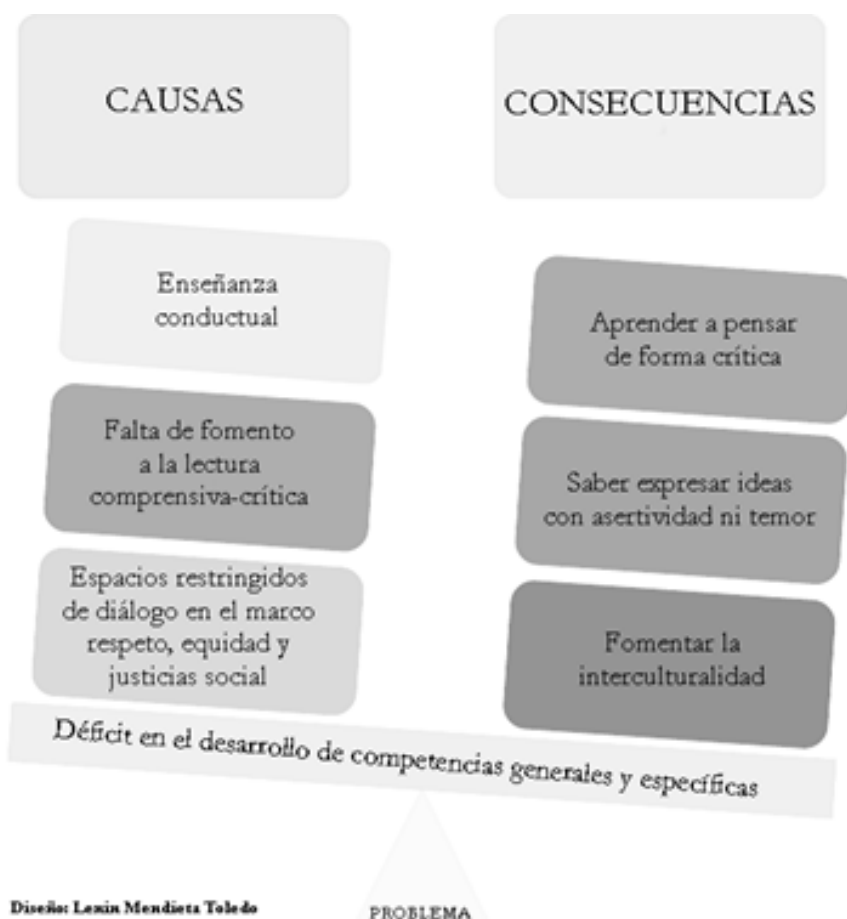 CAUSAS
Enseñanza
conductual
Falta de fomento
a la lectura
comprensiva-crítica
Espacios restringidos
de diálogo en el marco
respeto, equidad y
justicias social
CONSECUENCIAS
Aprender a pensar
de forma crítica
Saber expresar ideas
con asertividad ni temor
Fomentar la
interculturalidad
Déficit en el desarrollo de competencias generales y específicas
PROBLEMA
Diseño: Lenin Mendieta Toledo